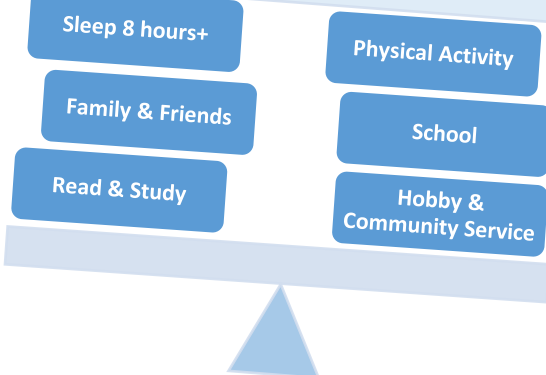 Sleep 8 hours+
Family & Friends
Read & Study
Physical Activity
School
Hobby &
Community Service